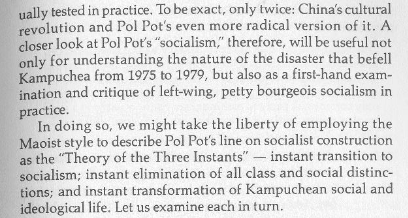 ually tested in practice. To be exact, only twice: China's cultural
revolution and Pol Pot's even more radical version of it. A
closer look at Pol Pot's "socialism," therefore, will be useful not
only for understanding the nature of the disaster that befell
Kampuchea from 1975 to 1979, but also as a first-hand exam-
ination and critique of left-wing, petty bourgeois socialism in
practice.
In doing so, we might take the liberty of employing the
Maoist style to describe Pol Pot's line on socialist construction
as the "Theory of the Three Instants" — instant transition to
socialism; instant elimination of all class and social distinc-
tions; and instant transformation of Kampuchean social and
ideological life. Let us examine each in turn.